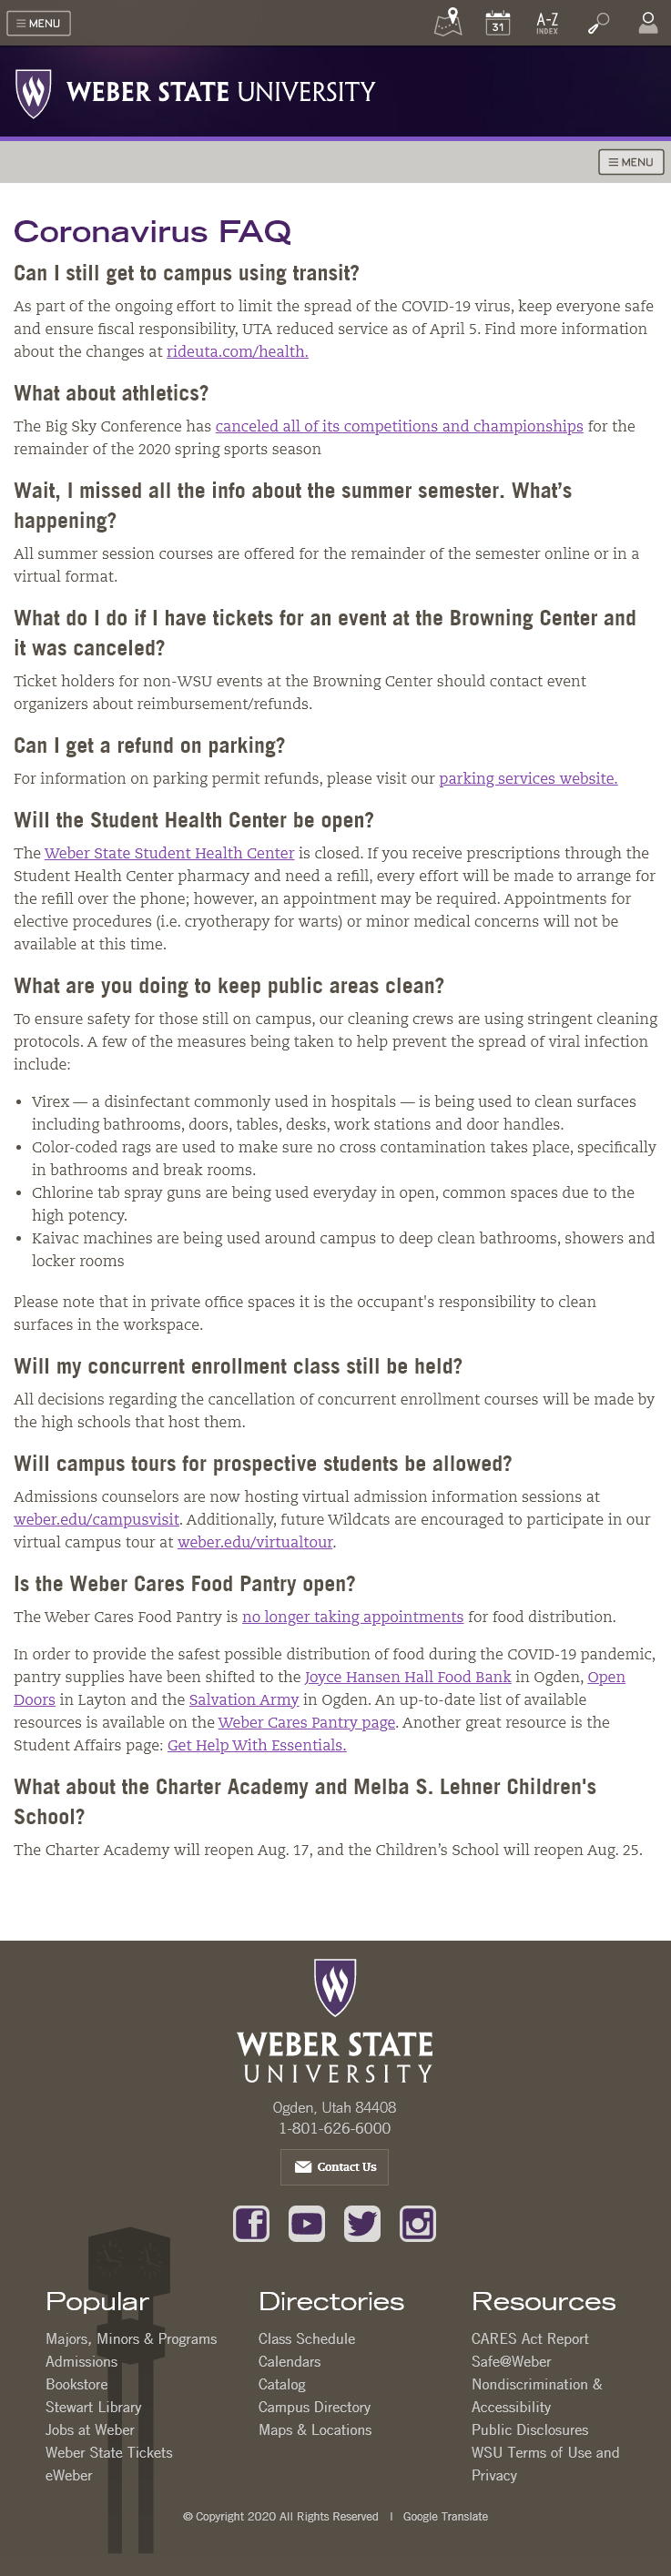 MENU
31
A-Z
INDEX
WEBER STATE UNIVERSITY
MENU
Coronavirus FAQ
Can I still get to campus using transit?
As part of the ongoing effort to limit the spread of the COVID-19 virus, keep everyone safe
and ensure fiscal responsibility, UTA reduced service as of April 5. Find more information
about the changes at rideuta.com/health.
What about athletics?
The Big Sky Conference has canceled all of its competitions and championships for the
remainder of the 2020 spring sports season
Wait, I missed all the info about the summer semester. What’s
happening?
All summer session courses are offered for the remainder of the semester online or in a
virtual format.
What do I do if I have tickets for an event at the Browning Center and
it was canceled?
Ticket holders for non-WSU events at the Browning Center should contact event
organizers about reimbursement/refunds.
Can I get a refund on parking?
For information on parking permit refunds, please visit our parking services website.
Will the Student Health Center be open?
The Weber State Student Health Center is closed. If you receive prescriptions through the
Student Health Center pharmacy and need a refill, every effort will be made to arrange for
the refill over the phone; however, an appointment may be required. Appointments for
elective procedures (i.e. cryotherapy for warts) or minor medical concerns will not be
available at this time.
What are you doing to keep public areas clean?
To ensure safety for those still on campus, our cleaning crews are using stringent cleaning
protocols. A few of the measures being taken to help prevent the spread of viral infection
include:
• Virex — a disinfectant commonly used in hospitals — is being used to clean surfaces
including bathrooms, doors, tables, desks, work stations and door handles.
• Color-coded rags are used to make sure no cross contamination takes place, specifically
in bathrooms and break rooms.
• Chlorine tab spray guns are being used everyday in open, common spaces due to the
high potency.
• Kaivac machines are being used around campus to deep clean bathrooms, showers and
locker rooms
Please note that in private office spaces it is the occupant's responsibility to clean
surfaces in the workspace.
Will my concurrent enrollment class still be held?
All decisions regarding the cancellation of concurrent enrollment courses will be made by
the high schools that host them.
Will campus tours for prospective students be allowed?
Admissions counselors are now hosting virtual admission information sessions at
weber.edu/campusvisit. Additionally, future Wildcats are encouraged to participate in our
virtual campus tour at weber.edu/virtualtour.
Is the Weber Cares Food Pantry open?
The Weber Cares Food Pantry is no longer taking appointments for food distribution.
In order to provide the safest possible distribution of food during the COVID-19 pandemic,
pantry supplies have been shifted to the Joyce Hansen Hall Food Bank in Ogden, Open
Doors in Layton and the Salvation Army in Ogden. An up-to-date list of available
resources is available on the Weber Cares Pantry page. Another great resource is the
Student Affairs page: Get Help With Essentials.
What about the Charter Academy and Melba S. Lehner Children's
School?
The Charter Academy will reopen Aug. 17, and the Children’s School will reopen Aug. 25.
WEBER STATE
UNIVERSITY
Ogden, Utah 84408
1-801-626-6000
Contact Us
Popular
Majors, Minors & Programs
Admissions
Bookstore
Stewart Library
Jobs at Weber
Weber State Tickets
eWeber
Directories
Class Schedule
Calendars
Catalog
Campus Directory
Maps & Locations
Resources
CARES Act Report
Safe@Weber
Nondiscrimination &
Accessibility
Public Disclosures
WSU Terms of Use and
Privacy
© Copyright 2020 All Rights Reserved | Google Translate